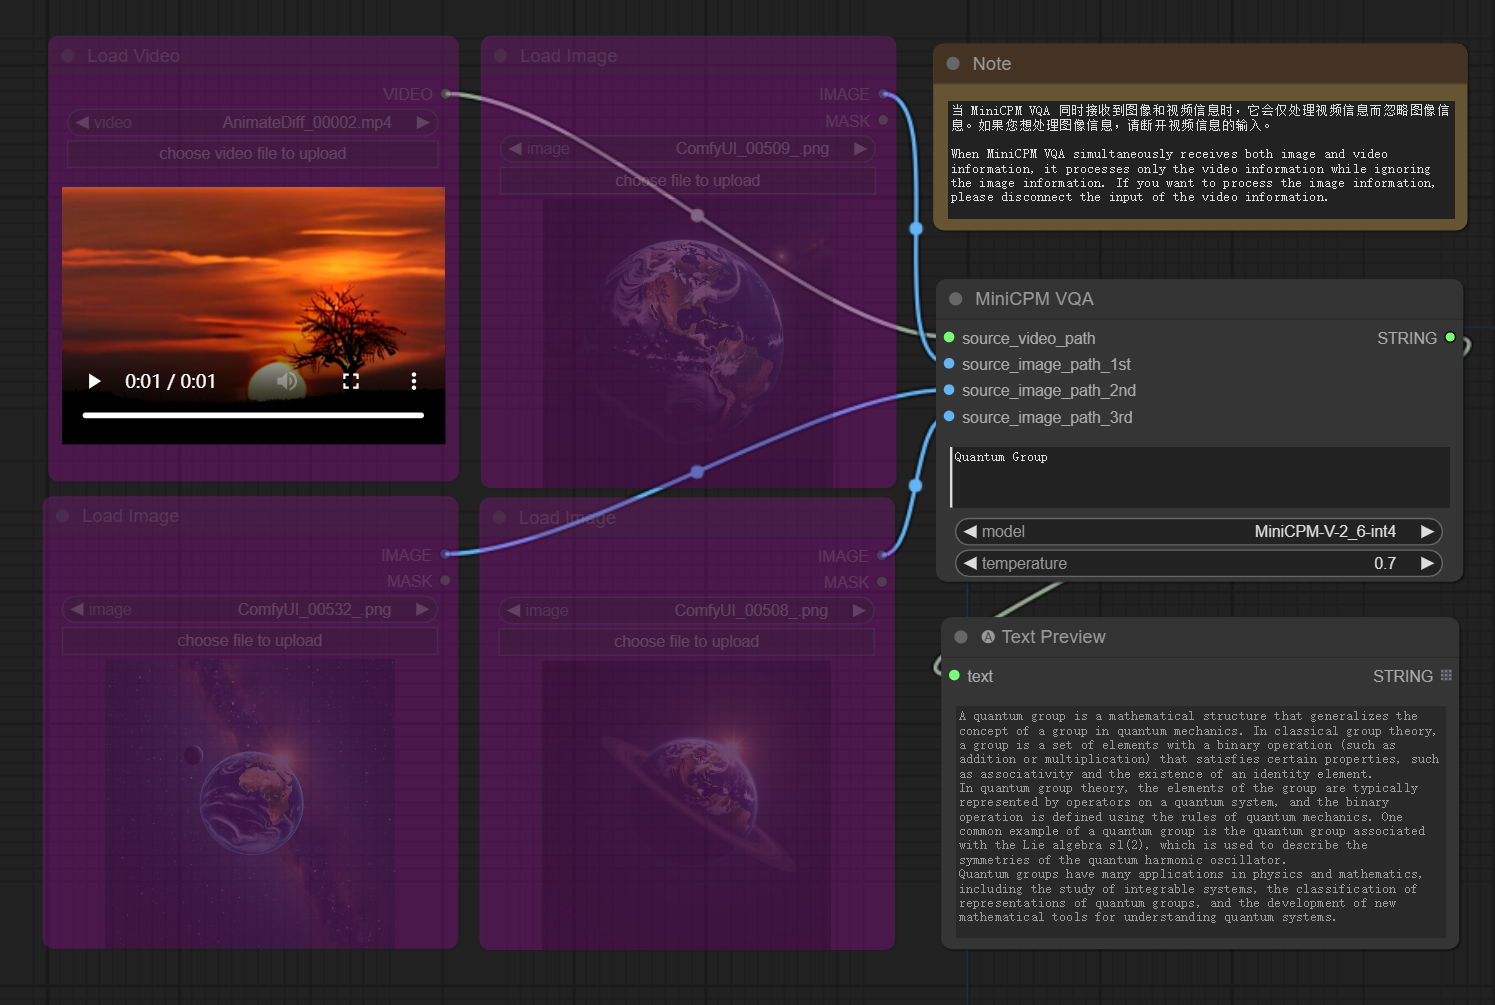 Load Video
VIDEO
video AnimateDiff_00002.mp4
choose video file to upload
0:01 / 0:01
Load Image
IMAGE
MASK
image ComfyUI_00509_.png
choose file to upload
Load Image
IMAGE
MASK
image ComfyUI_00532_.png
choose file to upload
Load Image
IMAGE
MASK
image ComfyUI_00508_.png
choose file to upload
Note
当 MiniCPM VQA 同时接收到图像和视频信息时，它会仅处理视频信息而忽略图像信
息。如果您想处理图像信息，请断开视频信息的输入。
When MiniCPM VQA simultaneously receives both image and video
information, it processes only the video information while ignoring
the image information. If you want to process the image information,
please disconnect the input of the video information.
MiniCPM VQA
source_video_path STRING
source_image_path_1st
source_image_path_2nd
source_image_path_3rd
Quantum Group
model MiniCPM-V-2_6-int4
temperature 0.7
A Text Preview
text STRING
A quantum group is a mathematical structure that generalizes the
concept of a group in quantum mechanics. In classical group theory,
a group is a set of elements with a binary operation (such as
addition or multiplication) that satisfies certain properties, such
as associativity and the existence of an identity element.
In quantum group theory, the elements of the group are typically
represented by operators on a quantum system, and the binary
operation is defined using the rules of quantum mechanics. One
common example of a quantum group is the quantum group associated
with the Lie algebra sl(2), which is used to describe the
symmetries of the quantum harmonic oscillator.
Quantum groups have many applications in physics and mathematics,
including the study of integrable systems, the classification of
representations of quantum groups, and the development of new
mathematical tools for understanding quantum systems.